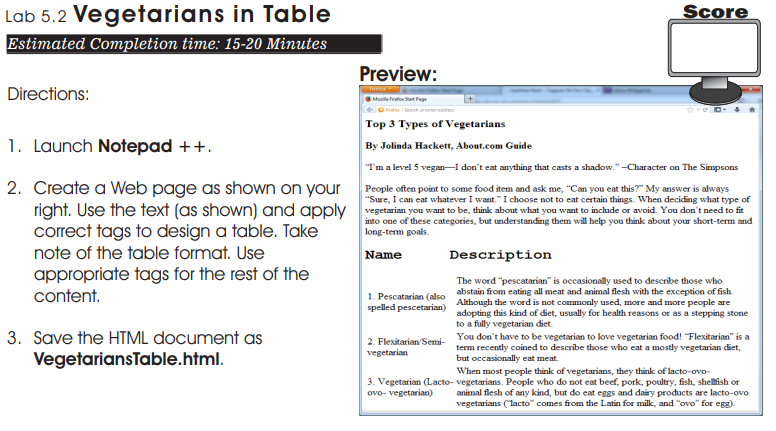 Lab 5.2 Vegetarians in Table
Score
Estimated Completion time: 15-20 Minutes
Preview:
Directions:
1. Launch Notepad ++.
2. Create a Web page as shown on your
right. Use the text (as shown) and apply
correct tags to design a table. Take
note of the table format. Use
appropriate tags for the rest of the
content.
3. Save the HTML document as
VegetariansTable.html.
Firefox
Mozilla Firefox Start Page
Firefox
Search or enter address
Top 3 Types of Vegetarians
By Jolinda Hackett, About.com Guide
“I’m a level 5 vegan—I don’t eat anything that casts a shadow.” –Character on The Simpsons
People often point to some food item and ask me, “Can you eat this?” My answer is always
“Sure, I can eat whatever I want.” I choose not to eat certain things. When deciding what type of
vegetarian you want to be, think about what you want to include or avoid. You don’t need to fit
into one of these categories, but understanding them will help you think about your short-term and
long-term goals.
Name Description
1. Pescatarian (also
spelled pescetarian)
The word “pescatarian” is occasionally used to describe those who
abstain from eating all meat and animal flesh with the exception of fish.
Although the word is not commonly used, more and more people are
adopting this kind of diet, usually for health reasons or as a stepping stone
to a fully vegetarian diet.
2. Flexitarian/Semi-
vegetarian
You don’t have to be vegetarian to love vegetarian food! “Flexitarian” is a
term recently coined to describe those who eat a mostly vegetarian diet,
but occasionally eat meat.
3. Vegetarian (Lacto-
ovo- vegetarian)
When most people think of vegetarians, they think of lacto-ovo-
vegetarians. People who do not eat beef, pork, poultry, fish, shellfish or
animal flesh of any kind, but do eat eggs and dairy products are lacto-ovo
vegetarians (“lacto” comes from the Latin for milk, and “ovo” for egg).